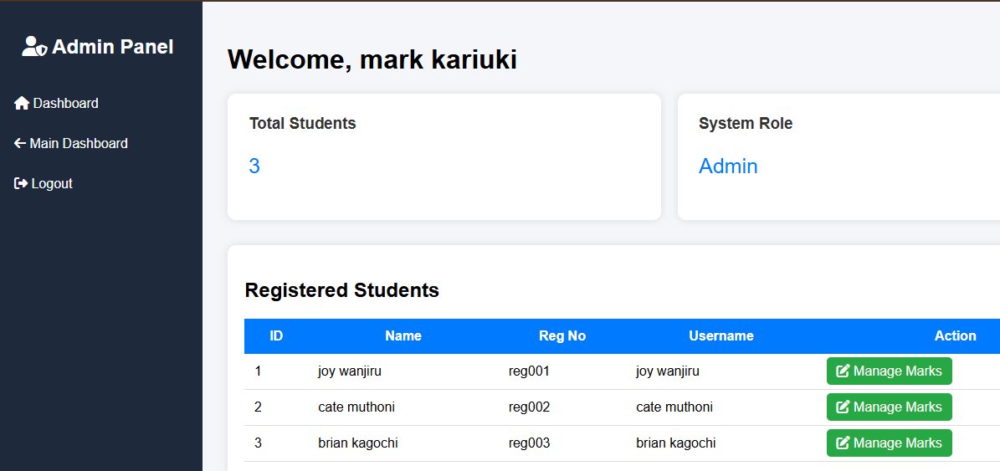 Admin Panel
Dashboard
Main Dashboard
Logout
Welcome, mark kariuki
Total Students
3
System Role
Admin
Registered Students
ID Name Reg No Username Action
1 joy wanjiru reg001 joy wanjiru Manage Marks
2 cate muthoni reg002 cate muthoni Manage Marks
3 brian kagochi reg003 brian kagochi Manage Marks